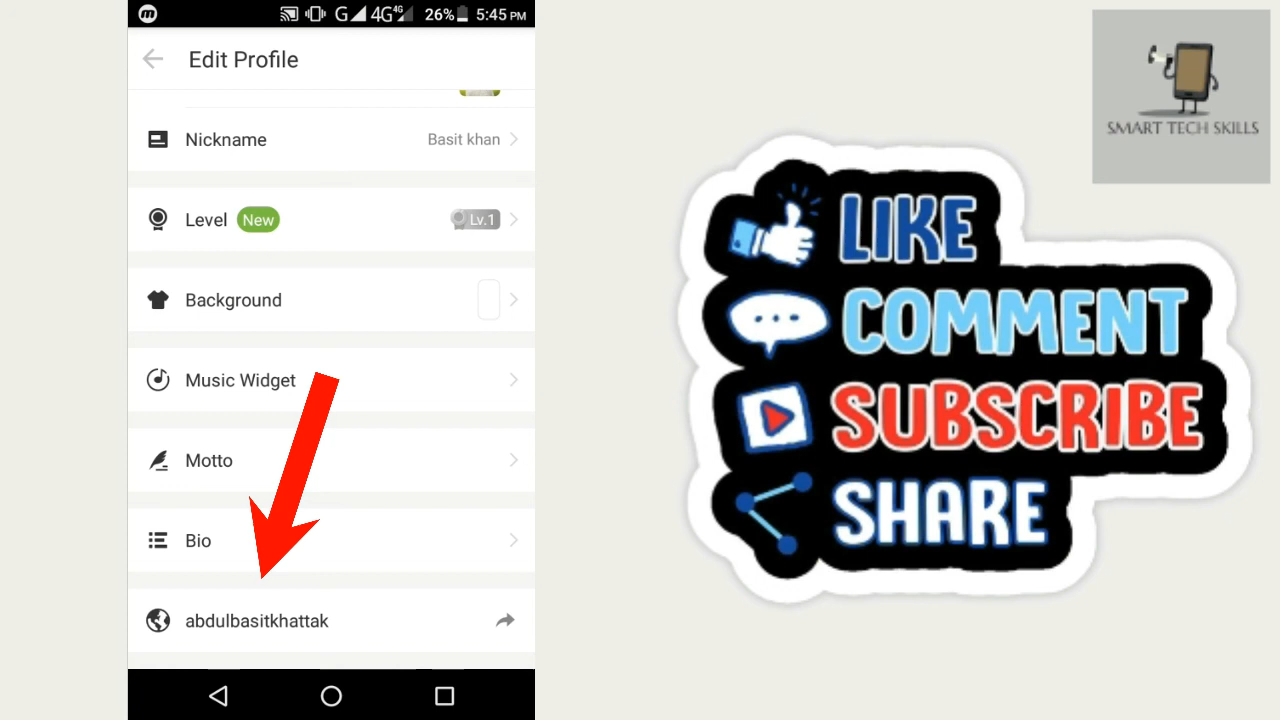 G 4G 4G 26% 5:45 PM
Edit Profile
Nickname Basit khan
Level New Lv.1
Background
Music Widget
Motto
Bio
abdulbasitkhattak
SMART TECH SKILLS
LIKE
COMMENT
SUBSCRIBE
SHARE